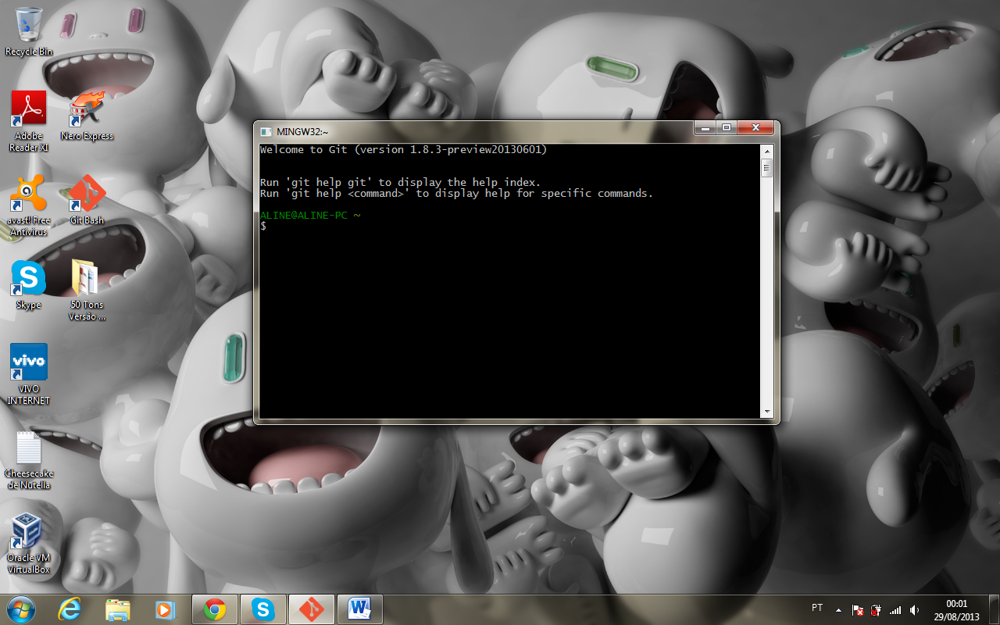 Recycle Bin
Adobe
Reader XI
Nero Express
avast! Free
Antivirus
Git Bash
Skype
50 Tons
Versão ...
vivo
VIVO
INTERNET
Cheesecake
de Nutella
Oracle VM
VirtualBox
MINGW32:~
Welcome to Git (version 1.8.3-preview20130601)
Run 'git help git' to display the help index.
Run 'git help <command>' to display help for specific commands.
ALINE@ALINE-PC ~
$
PT
00:01
29/08/2013